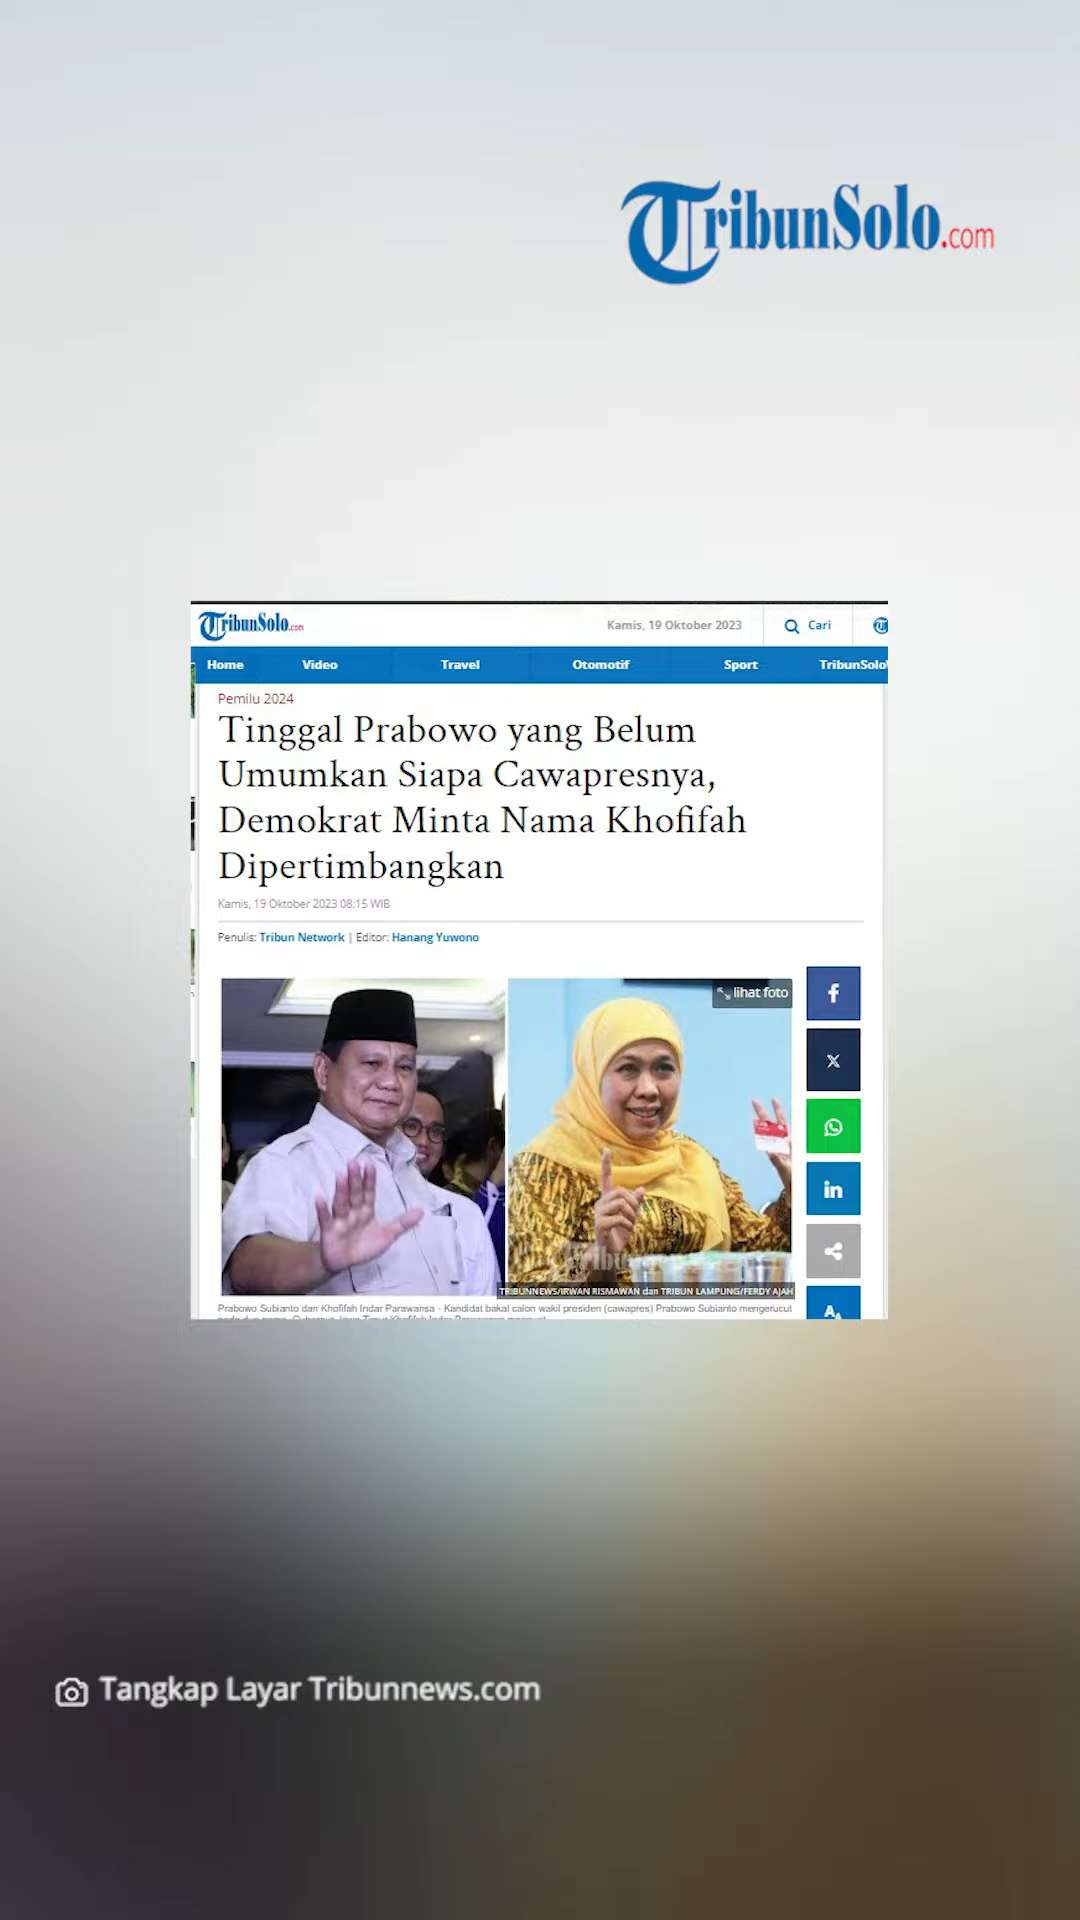 TribunSolo.com
TribunSolo.com
Kamis, 19 Oktober 2023
Cari
Home Video Travel Otomotif Sport TribunSolo
Pemilu 2024
Tinggal Prabowo yang Belum
Umumkan Siapa Cawapresnya,
Demokrat Minta Nama Khofifah
Dipertimbangkan
Kamis, 19 Oktober 2023 08:15 WIB
Penulis: Tribun Network | Editor: Hanang Yuwono
lihat foto
TRIBUNNEWS/IRWAN RISMAWAN dan TRIBUN LAMPUNG/FERDY AJAH
Prabowo Subianto dan Khofifah Indar Parawansa - Kandidat bakal calon wakil presiden (cawapres) Prabowo Subianto mengerucut
Tangkap Layar Tribunnews.com